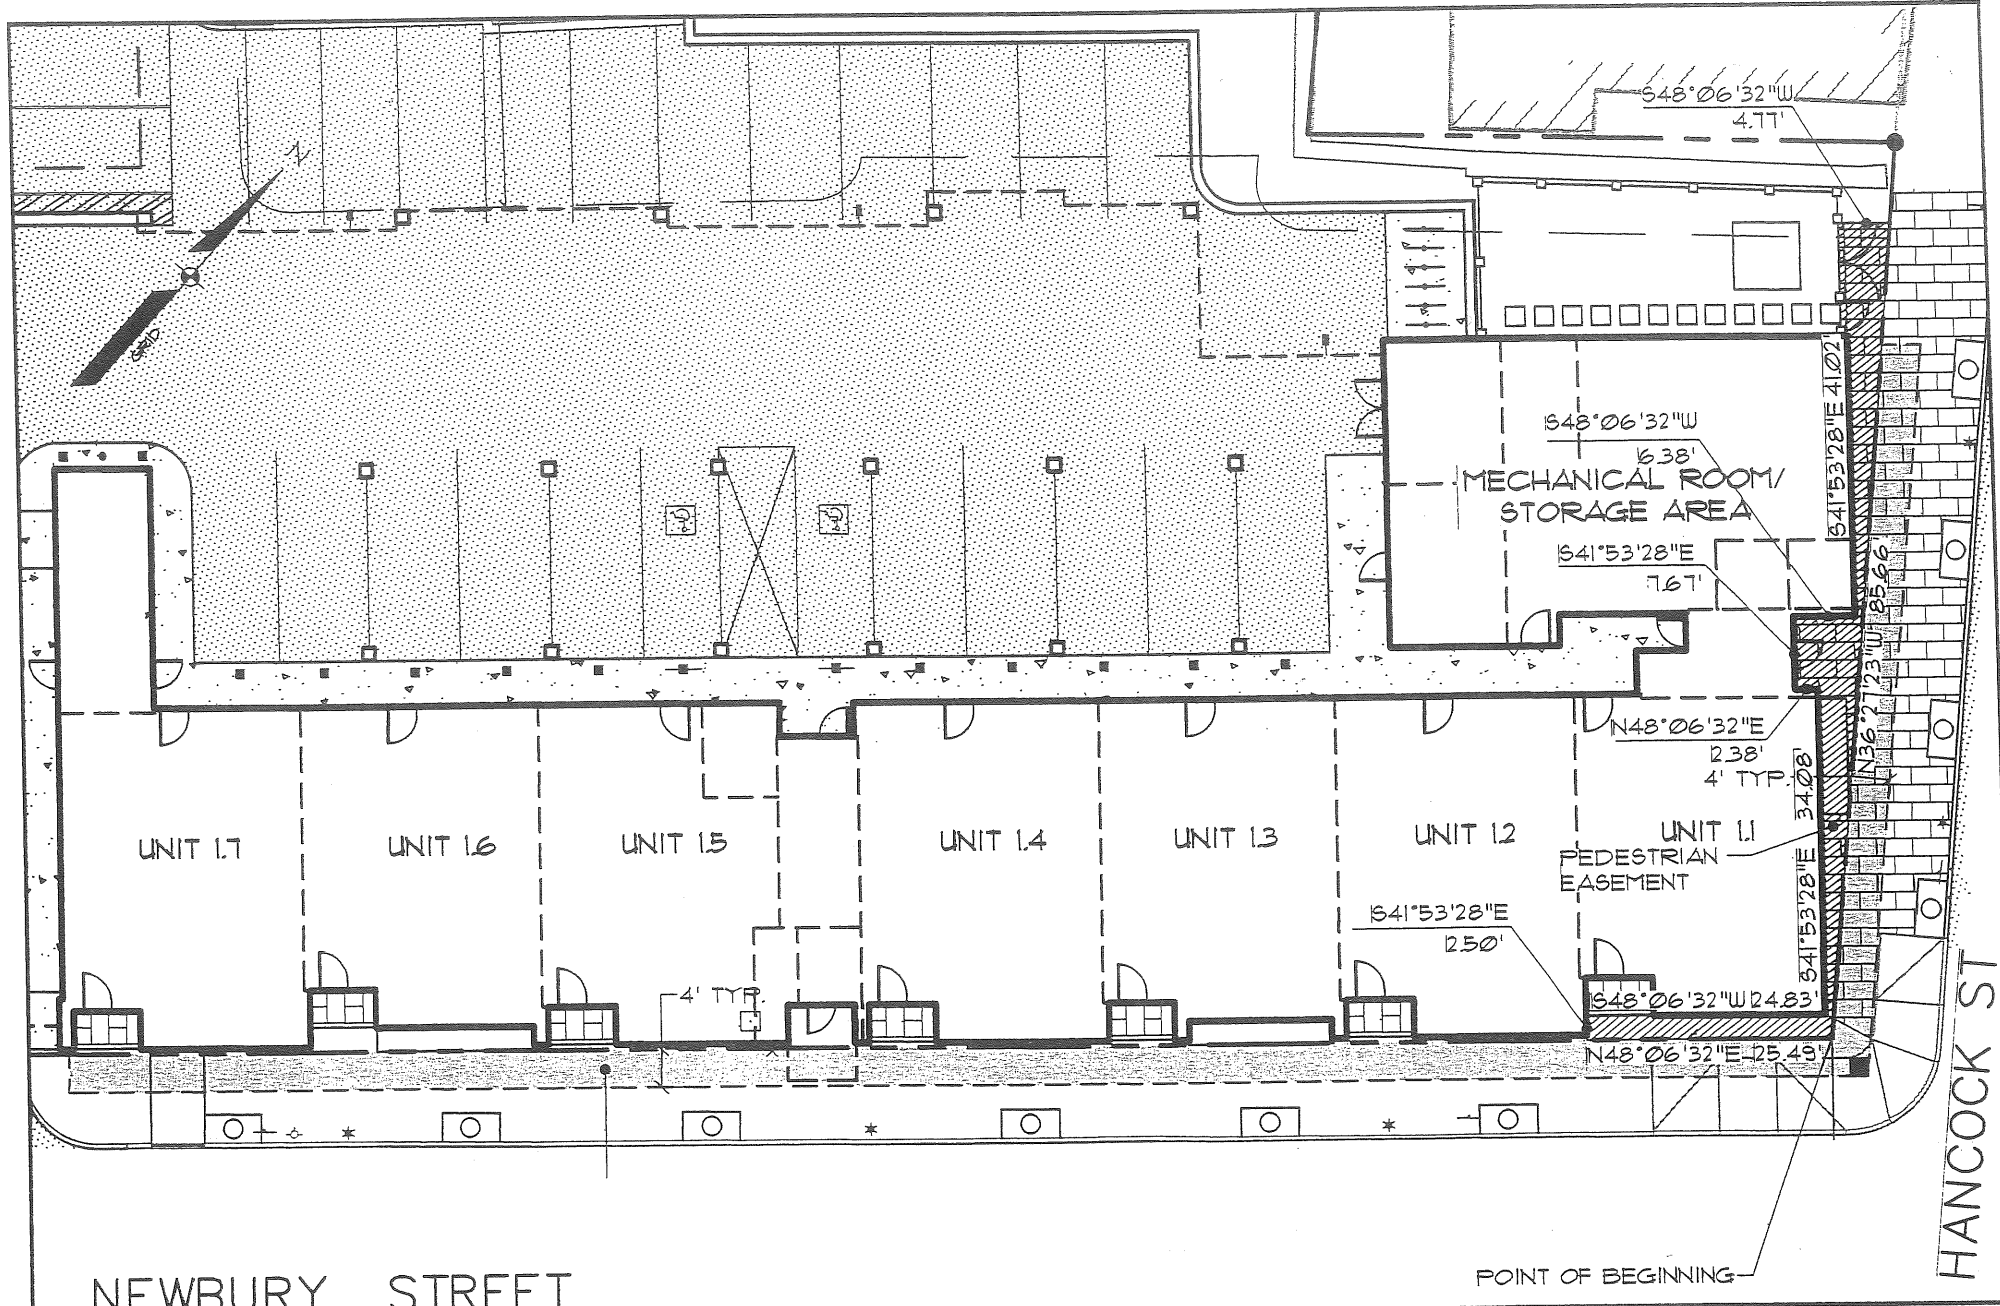 S48°06'32"W
4.77'
N
GRID
S41°53'28"E 41.02'
S48°06'32"W
6.38'
MECHANICAL ROOM/
STORAGE AREA
S41°53'28"E
7.67'
N36°27'23"W 85.66'
N48°06'32"E
2.38'
4' TYP.
UNIT 1.7
UNIT 1.6
UNIT 1.5
UNIT 1.4
UNIT 1.3
UNIT 1.2
UNIT 1.1
PEDESTRIAN
EASEMENT
S41°53'28"E 34.08'
S41°53'28"E
2.50'
4' TYP.
S48°06'32"W 24.83'
N48°06'32"E 25.49'
HANCOCK ST
NEWBURY STREET
POINT OF BEGINNING